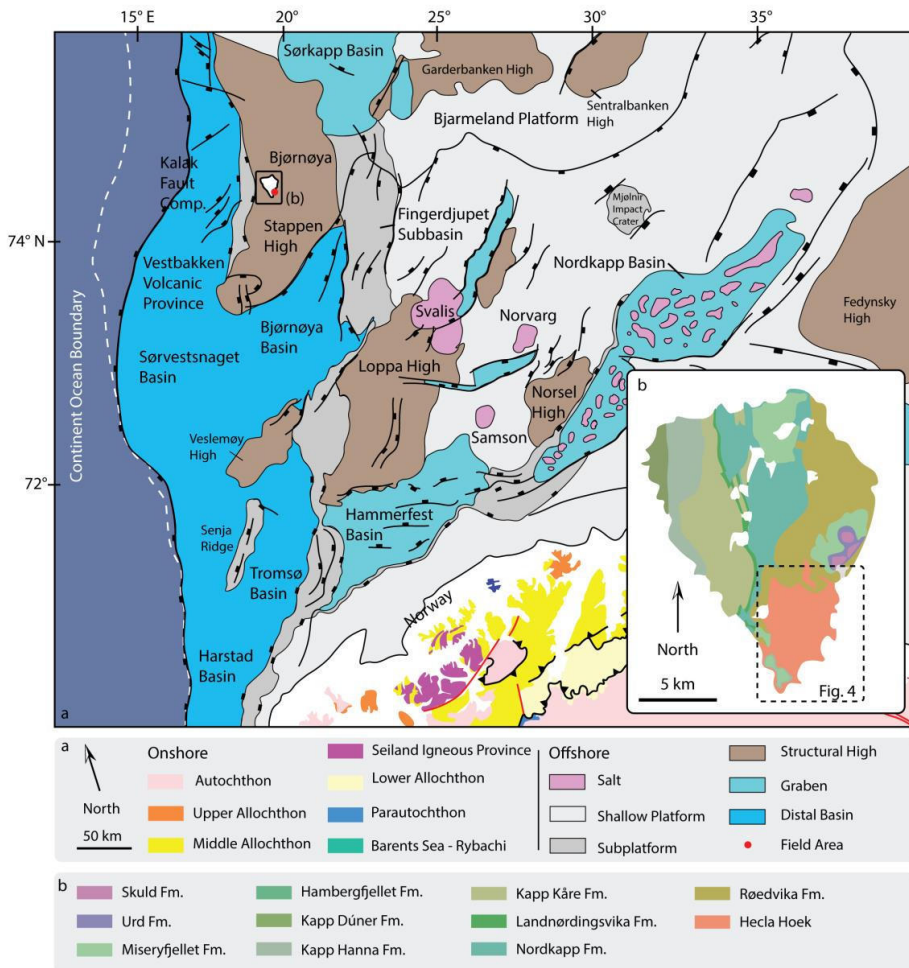 15° E
20°
25°
30°
35°
Sørkapp Basin
Garderbanken High
Sentralbanken
High
Bjarmeland Platform
Kalak
Fault
Comp.
Bjørnøya
(b)
Mjølnir
Impact
Crater
Fingerdjupet
Subbasin
Stappen
High
74° N
Vestbakken
Volcanic
Province
Nordkapp Basin
Fedynsky
High
Continent Ocean Boundary
Bjørnøya
Basin
Svalis
Norvarg
Sørvestsnaget
Basin
Loppa High
Norsel
High
Veslemøy
High
Samson
72°
Hammerfest
Basin
Senja
Ridge
Tromsø
Basin
Norway
Harstad
Basin
a
b
North
5 km
Fig. 4
a
North
50 km
Onshore
Autochthon
Upper Allochthon
Middle Allochthon
Seiland Igneous Province
Lower Allochthon
Parautochthon
Barents Sea - Rybachi
Offshore
Salt
Shallow Platform
Subplatform
Structural High
Graben
Distal Basin
Field Area
b
Skuld Fm.
Urd Fm.
Miseryfjellet Fm.
Hambergfjellet Fm.
Kapp Dúner Fm.
Kapp Hanna Fm.
Kapp Kåre Fm.
Landnørdingsvika Fm.
Nordkapp Fm.
Røedvika Fm.
Hecla Hoek